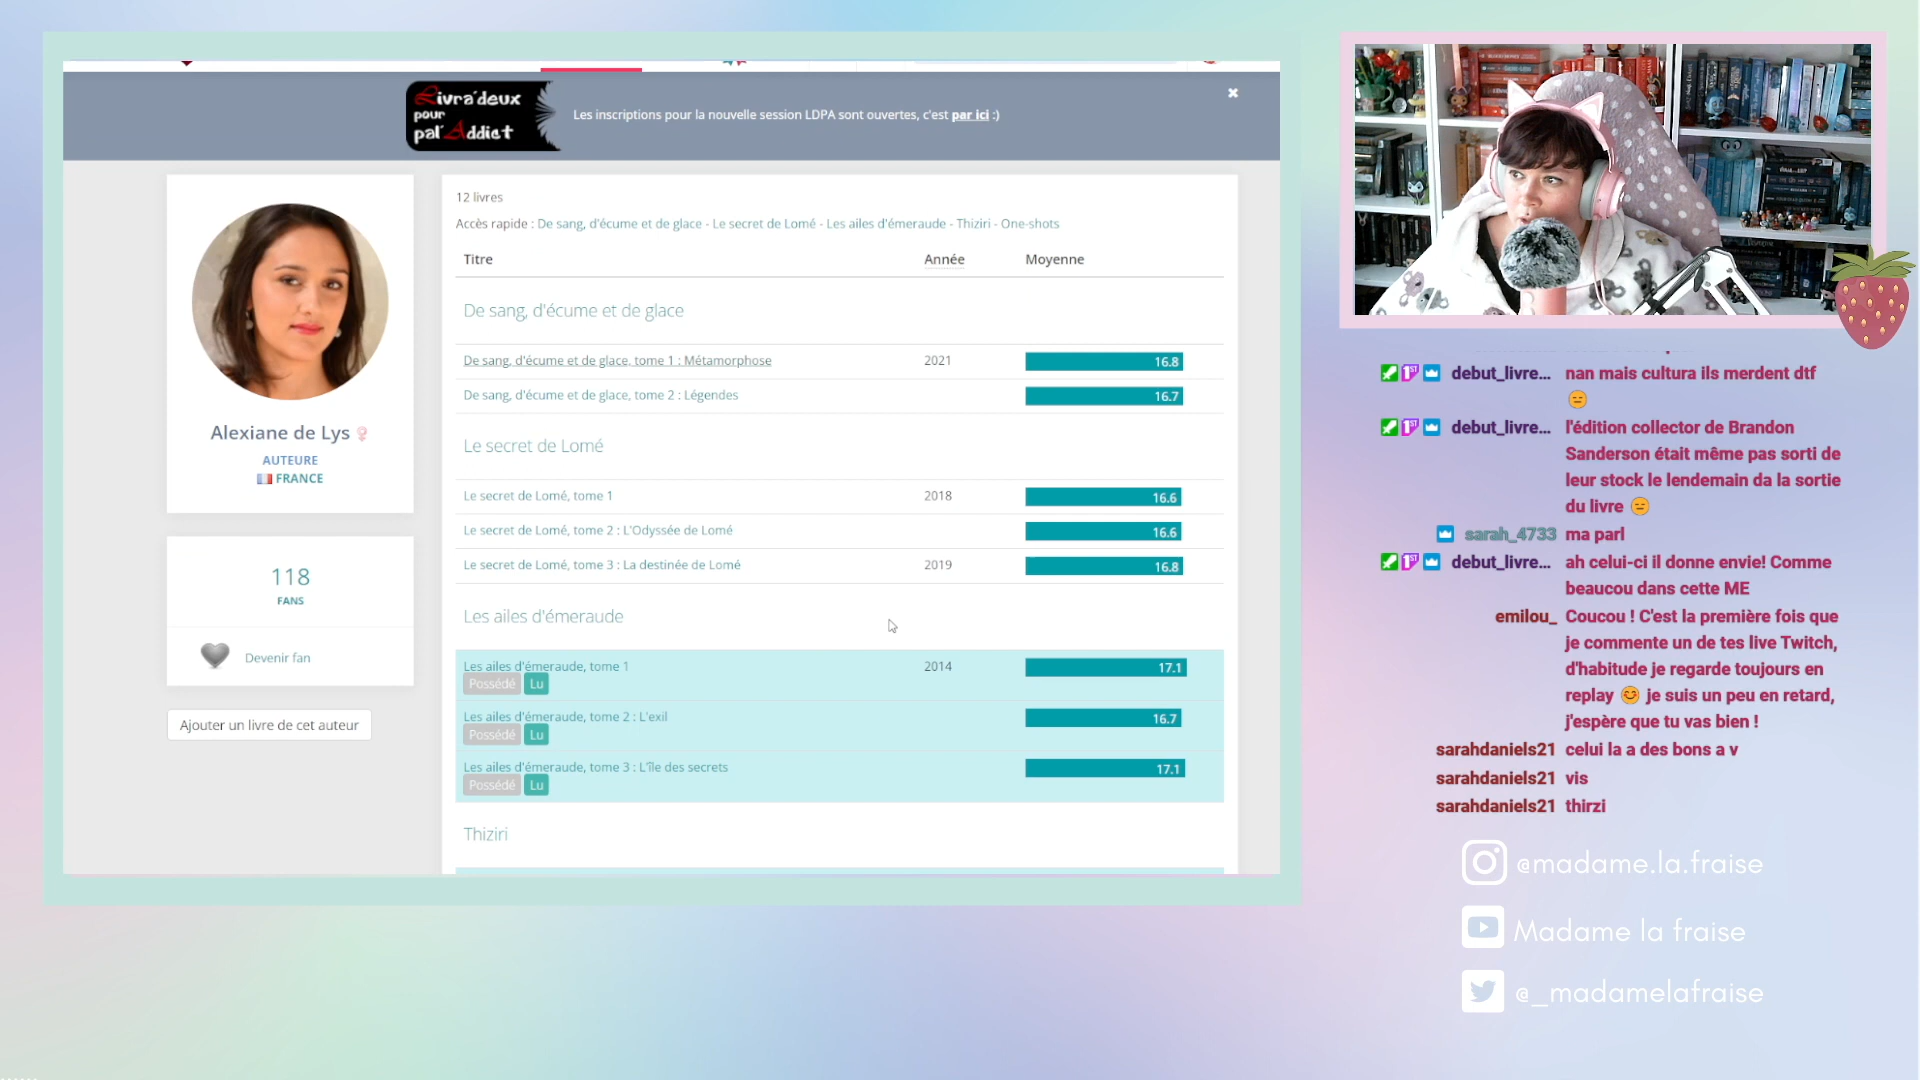 Livra'deux
pour
pal'Addict
Les inscriptions pour la nouvelle session LDPA sont ouvertes, c'est par ici :)
Alexiane de Lys
AUTEURE
FRANCE
118
FANS
Devenir fan
Ajouter un livre de cet auteur
12 livres
Accès rapide : De sang, d'écume et de glace - Le secret de Lomé - Les ailes d'émeraude - Thiziri - One-shots
Titre Année Moyenne
De sang, d'écume et de glace
De sang, d'écume et de glace, tome 1 : Métamorphose 2021 16.8
De sang, d'écume et de glace, tome 2 : Légendes 16.7
Le secret de Lomé
Le secret de Lomé, tome 1 2018 16.6
Le secret de Lomé, tome 2 : L'Odyssée de Lomé 16.6
Le secret de Lomé, tome 3 : La destinée de Lomé 2019 16.8
Les ailes d'émeraude
Les ailes d'émeraude, tome 1 2014 17.1
Possédé Lu
Les ailes d'émeraude, tome 2 : L'exil 16.7
Possédé Lu
Les ailes d'émeraude, tome 3 : L'île des secrets 17.1
Possédé Lu
Thiziri
debut_livre... nan mais cultura ils merdent dtf
😑
debut_livre... l'édition collector de Brandon
Sanderson était même pas sorti de
leur stock le lendemain da la sortie
du livre 😑
sarah_4733 ma parl
debut_livre... ah celui-ci il donne envie! Comme
beaucou dans cette ME
emilou_ Coucou ! C'est la première fois que
je commente un de tes live Twitch,
d'habitude je regarde toujours en
replay 😊 je suis un peu en retard,
j'espère que tu vas bien !
sarahdaniels21 celui la a des bons a v
sarahdaniels21 vis
sarahdaniels21 thirzi
@madame.la.fraise
Madame la fraise
@_madamelafraise